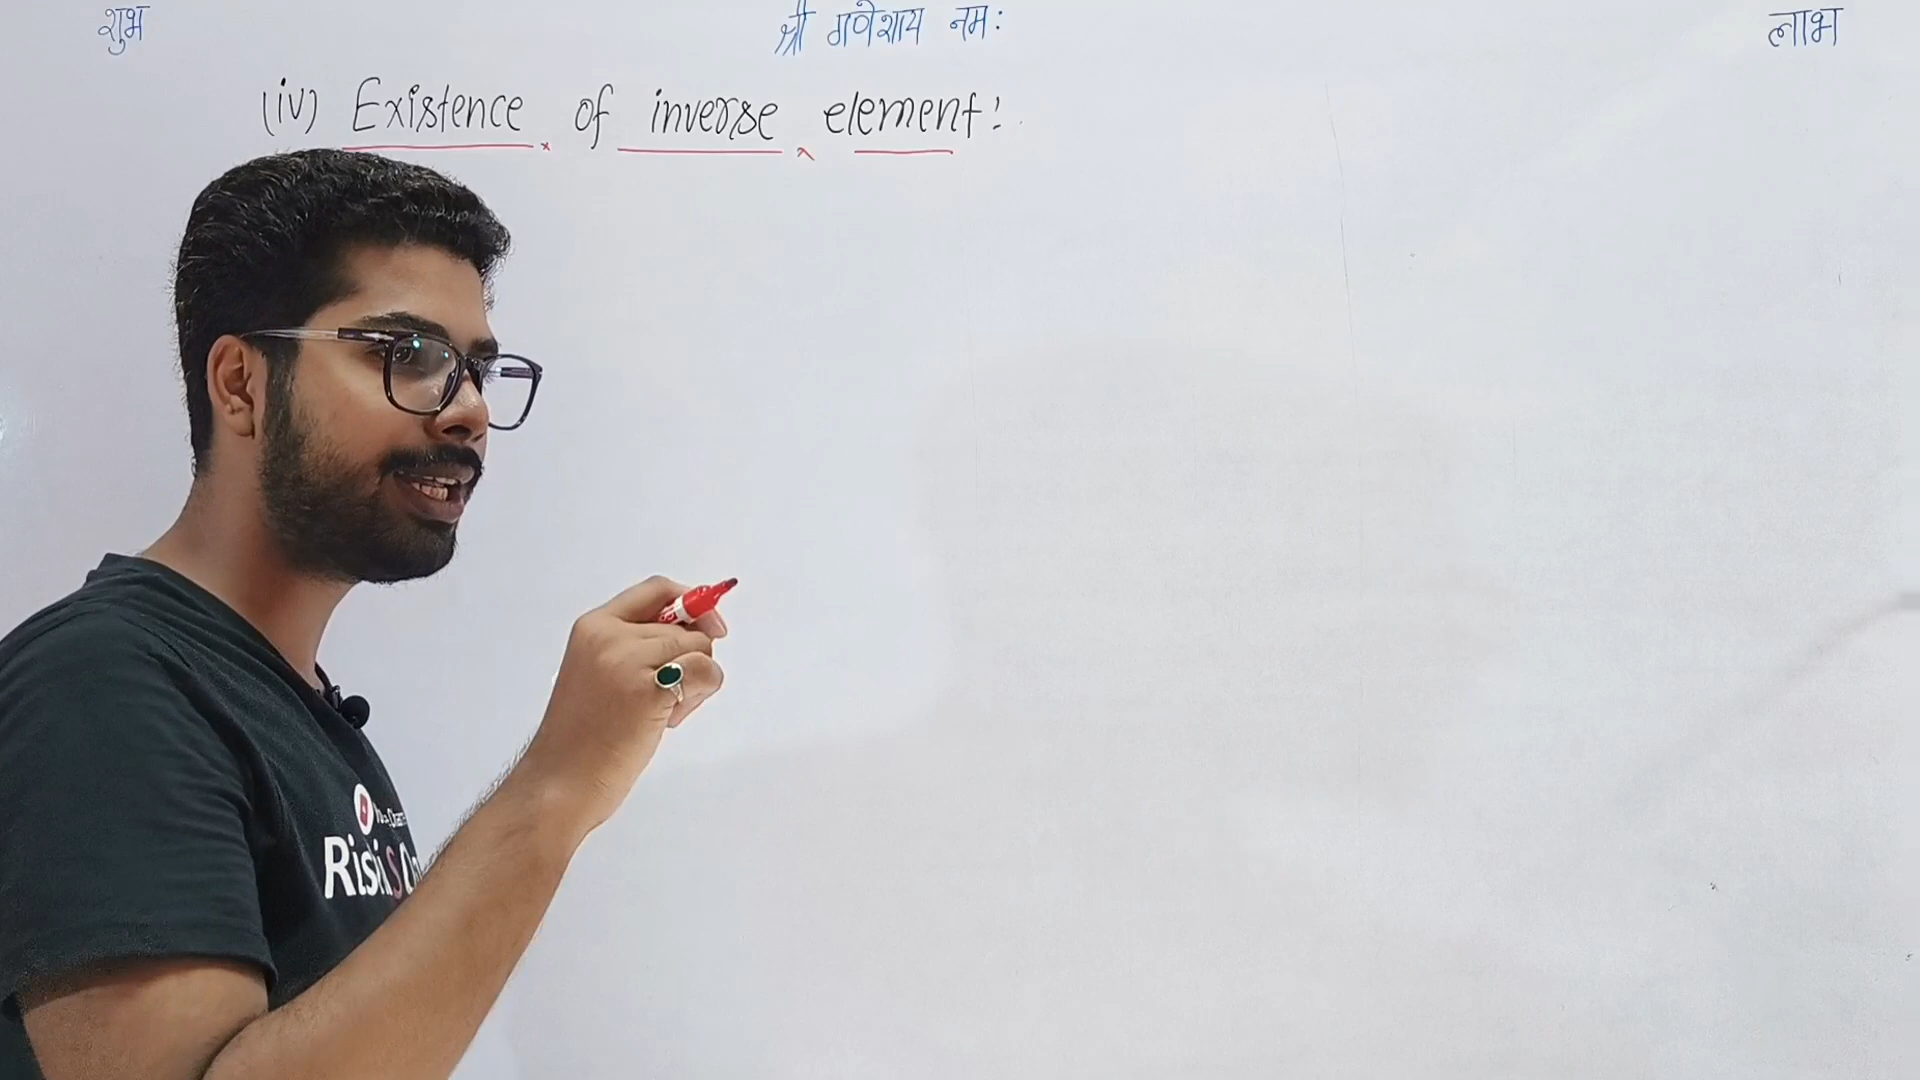 शुभ श्री गणेशाय नमः लाभ
(iv) Existence of inverse element: